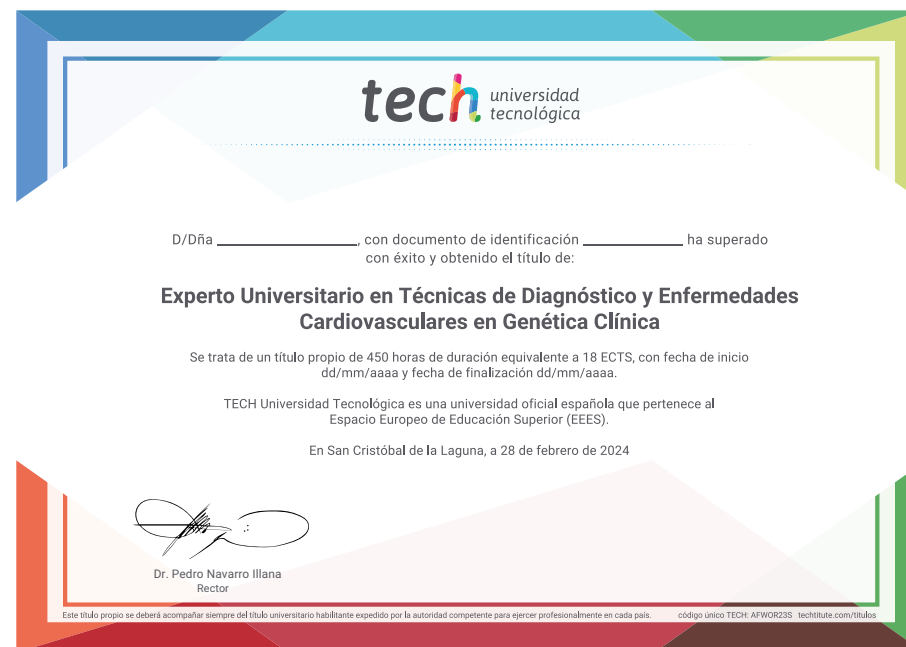 tech universidad
tecnológica
D/Dña ____________________, con documento de identificación ______________ ha superado
con éxito y obtenido el título de:
Experto Universitario en Técnicas de Diagnóstico y Enfermedades
Cardiovasculares en Genética Clínica
Se trata de un título propio de 450 horas de duración equivalente a 18 ECTS, con fecha de inicio
dd/mm/aaaa y fecha de finalización dd/mm/aaaa.
TECH Universidad Tecnológica es una universidad oficial española que pertenece al
Espacio Europeo de Educación Superior (EEES).
En San Cristóbal de la Laguna, a 28 de febrero de 2024
Dr. Pedro Navarro Illana
Rector
Este título propio se deberá acompañar siempre del título universitario habilitante expedido por la autoridad competente para ejercer profesionalmente en cada país. código único TECH: AFWOR23S techtitute.com/titulos